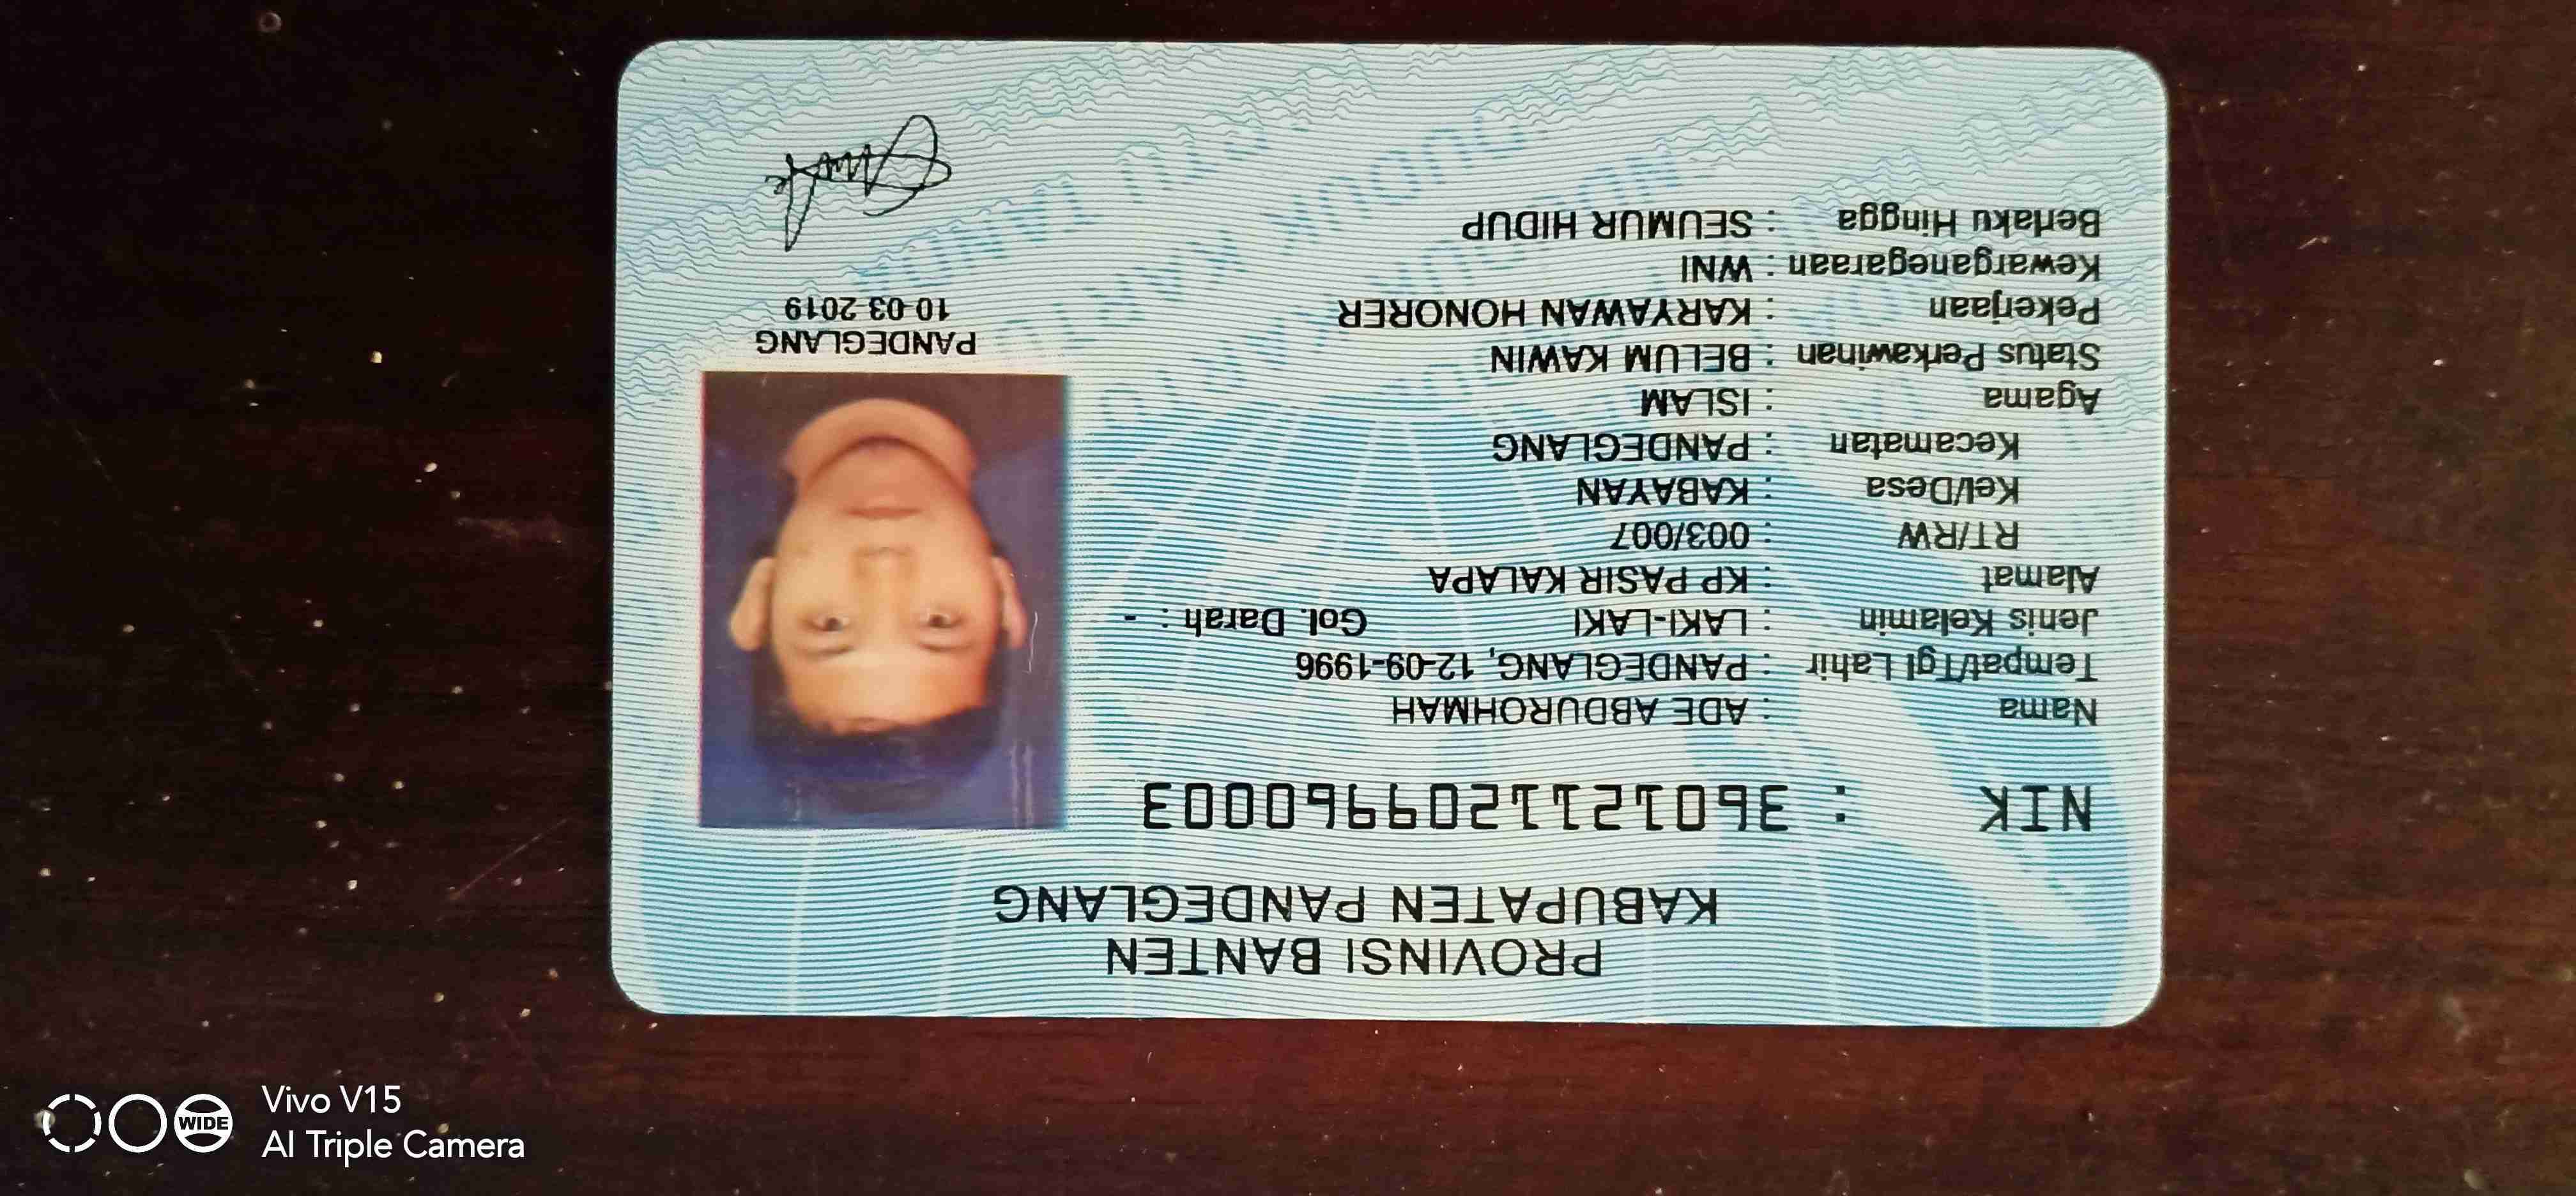 PROVINSI BANTEN
KABUPATEN PANDEGLANG
NIK : 3601211209960003
Nama : ADE ABDUROHMAH
Tempat/Tgl Lahir : PANDEGLANG, 12-09-1996
Jenis Kelamin : LAKI-LAKI Gol. Darah : -
Alamat : KP PASIR KALAPA
RT/RW : 003/007
Kel/Desa : KABAYAN
Kecamatan : PANDEGLANG
Agama : ISLAM
Status Perkawinan : BELUM KAWIN
Pekerjaan : KARYAWAN HONORER
Kewarganegaraan : WNI
Berlaku Hingga : SEUMUR HIDUP
PANDEGLANG
10-03-2019
WIDE
Vivo V15
AI Triple Camera